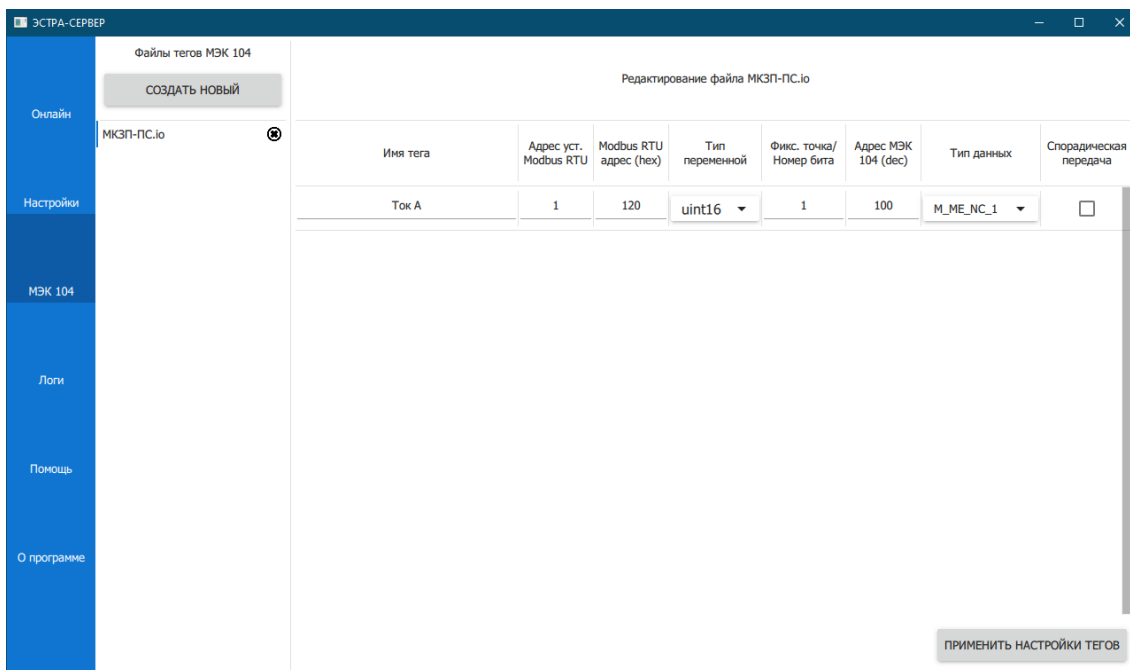 ЭСТРА-СЕРВЕР
Онлайн
Настройки
МЭК 104
Логи
Помощь
О программе
Файлы тегов МЭК 104
СОЗДАТЬ НОВЫЙ
МКЗП-ПС.io
Редактирование файла МКЗП-ПС.io
Имя тега
Адрес уст.
Modbus RTU
Modbus RTU
адрес (hex)
Тип
переменной
Фикс. точка/
Номер бита
Адрес МЭК
104 (dec)
Тип данных
Спорадическая
передача
Ток А
1
120
uint16
1
100
M_ME_NC_1
ПРИМЕНИТЬ НАСТРОЙКИ ТЕГОВ